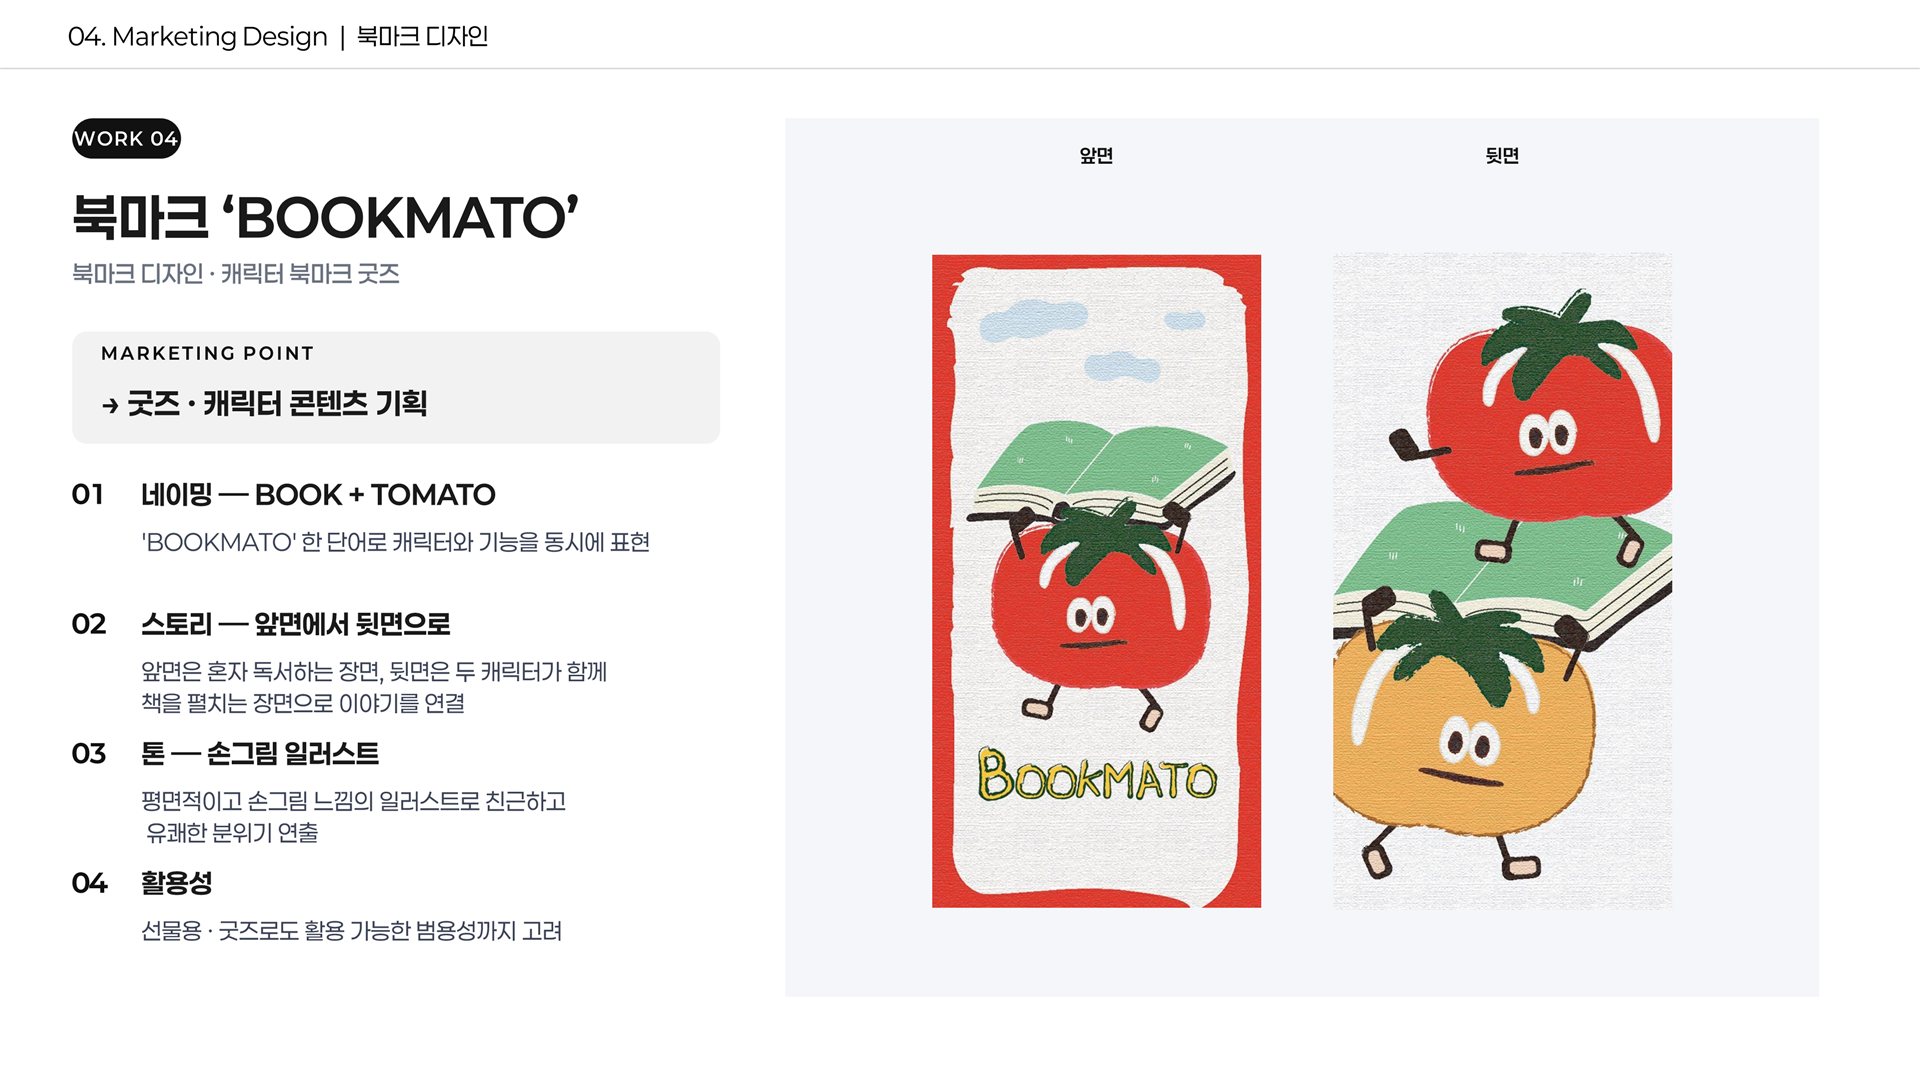 04. Marketing Design | 북마크 디자인
WORK 04
북마크 ‘BOOKMATO’
북마크 디자인 · 캐릭터 북마크 굿즈
MARKETING POINT
→ 굿즈 · 캐릭터 콘텐츠 기획
01 네이밍 — BOOK + TOMATO
'BOOKMATO' 한 단어로 캐릭터와 기능을 동시에 표현
02 스토리 — 앞면에서 뒷면으로
앞면은 혼자 독서하는 장면, 뒷면은 두 캐릭터가 함께
책을 펼치는 장면으로 이야기를 연결
03 톤 — 손그림 일러스트
평면적이고 손그림 느낌의 일러스트로 친근하고
유쾌한 분위기 연출
04 활용성
선물용 · 굿즈로도 활용 가능한 범용성까지 고려
앞면
뒷면
BOOKMATO